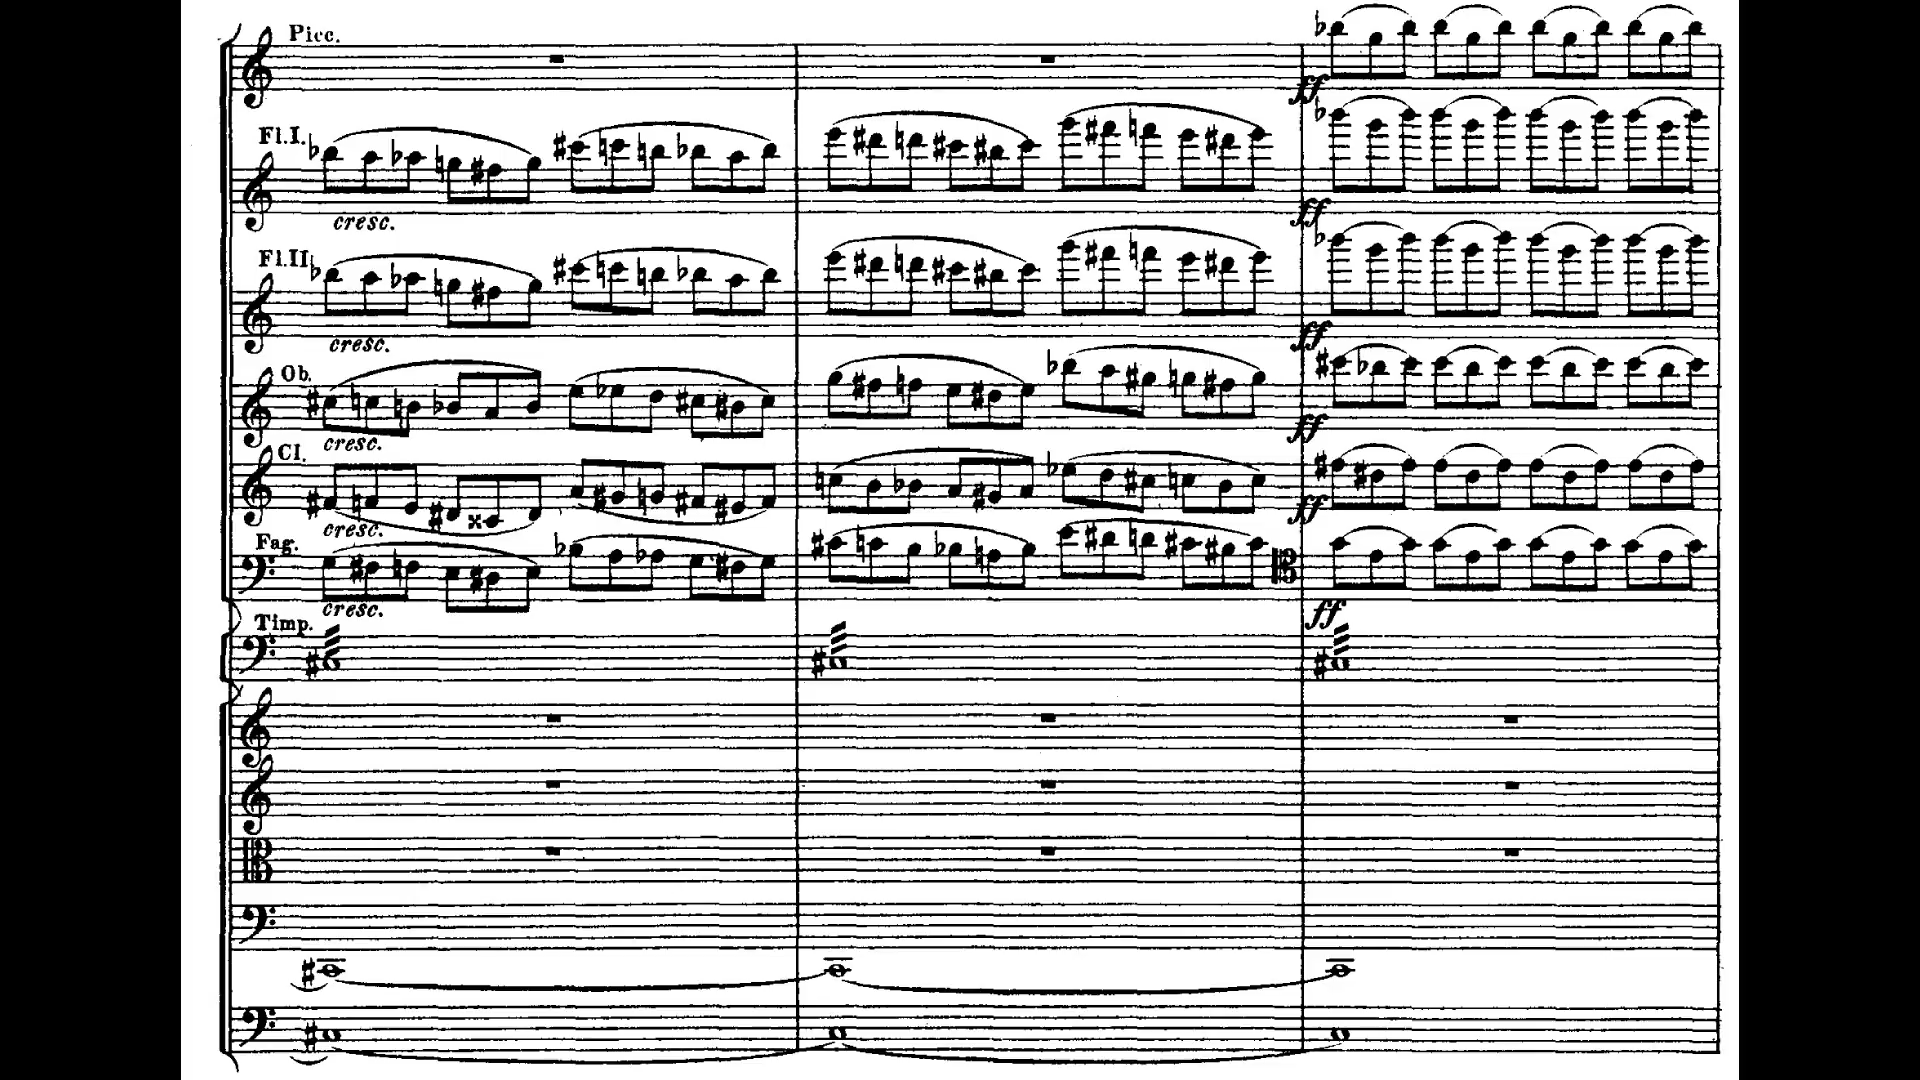 Picc.
ff
Fl.I.
cresc.
ff
Fl.II.
cresc.
ff
Ob.
cresc.
ff
Cl.
cresc.
ff
Fag.
cresc.
ff
Timp.